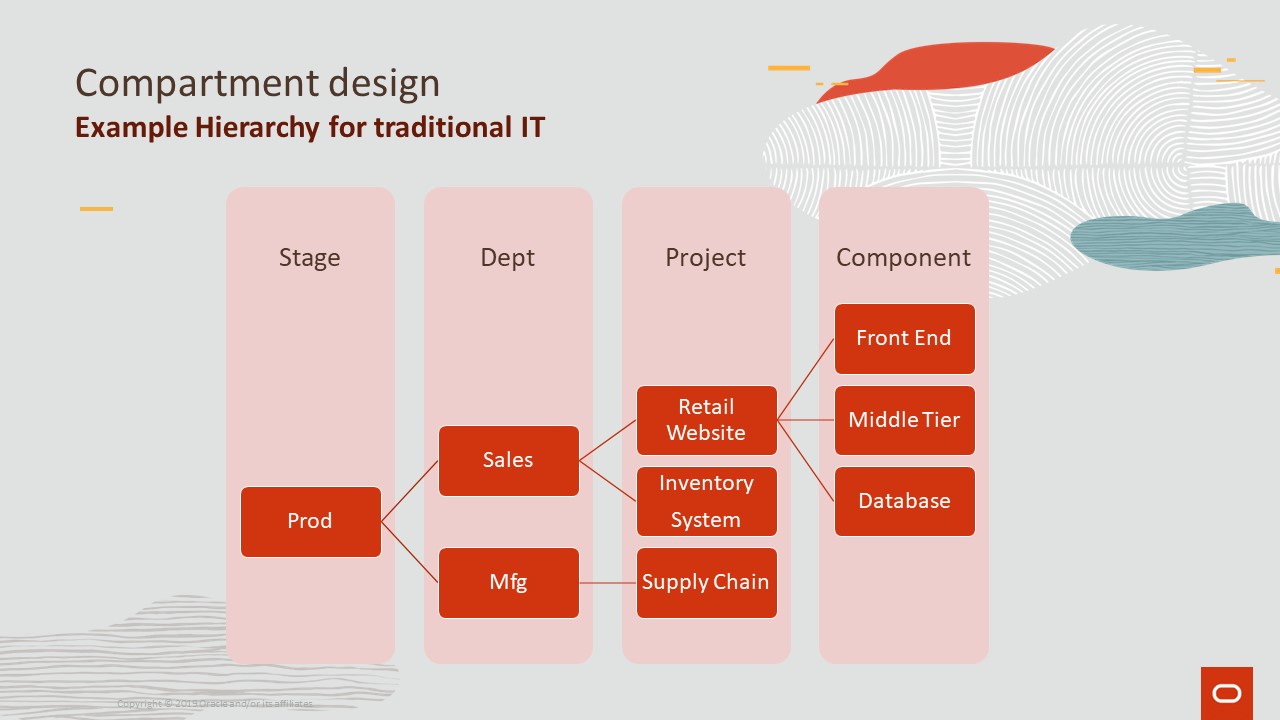 Compartment design
Example Hierarchy for traditional IT
Stage
Dept
Project
Component
Front End
Retail
Website
Middle Tier
Sales
Inventory
System
Database
Prod
Mfg
Supply Chain
Copyright © 2019 Oracle and/or its affiliates.